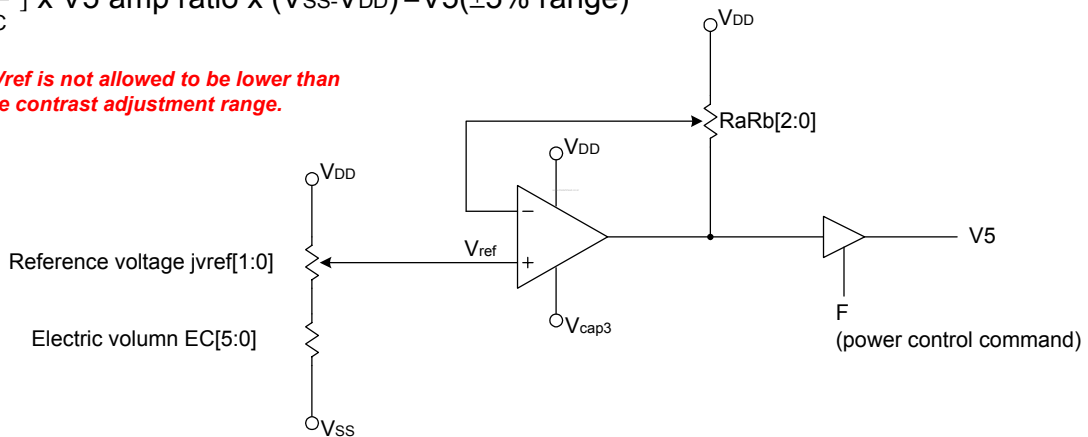 ] x V5 amp ratio x (VSS-VDD)=V5(±5% range)
C
Vref is not allowed to be lower than
e contrast adjustment range.
VDD
RaRb[2:0]
VDD
VDD
−
Vref
+
V5
Reference voltage jvref[1:0]
F
Vcap3
Electric volumn EC[5:0]
(power control command)
VSS